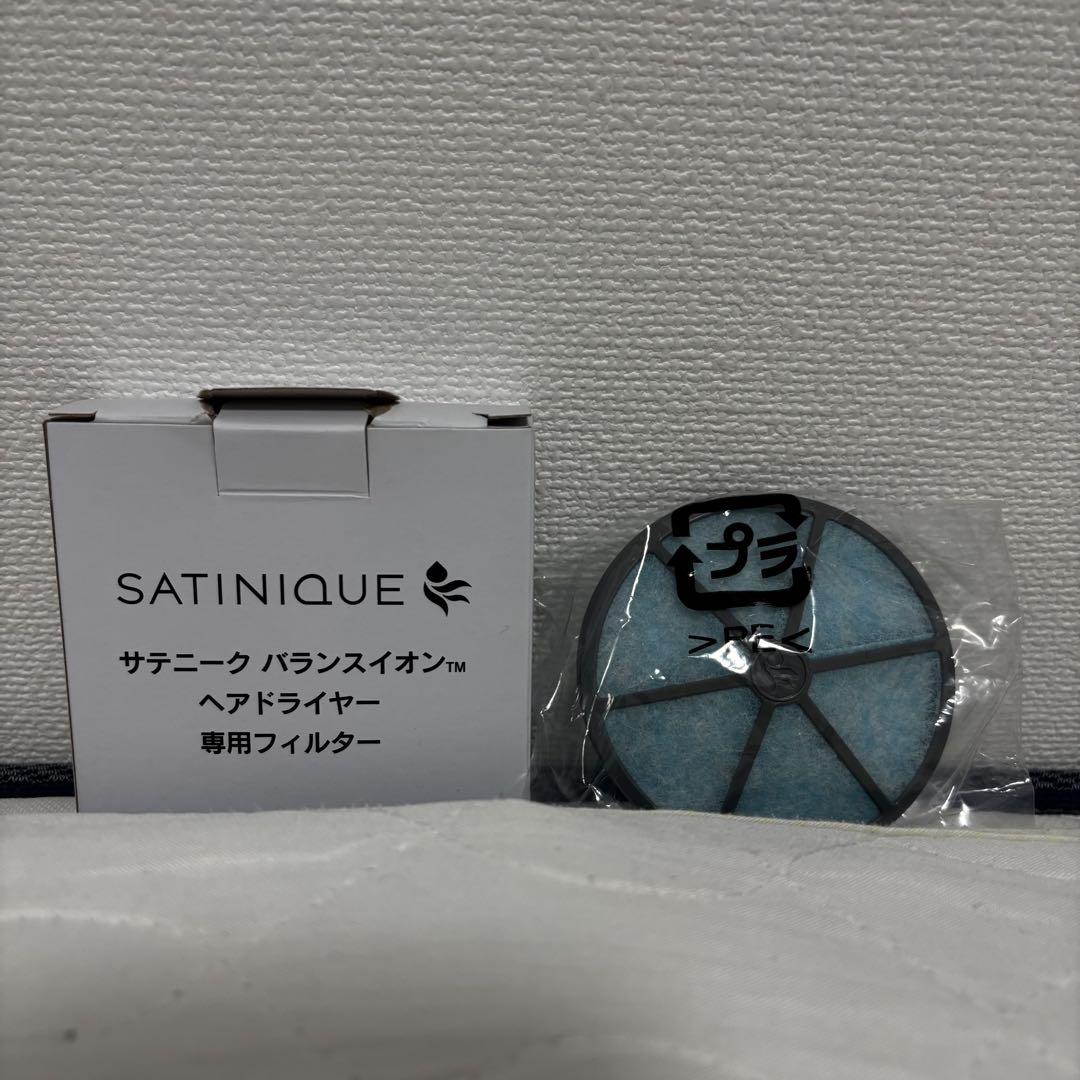 SATINIQUE
サテニーク バランスイオン™
ヘアドライヤー
専用フィルター
プラ
>PE<